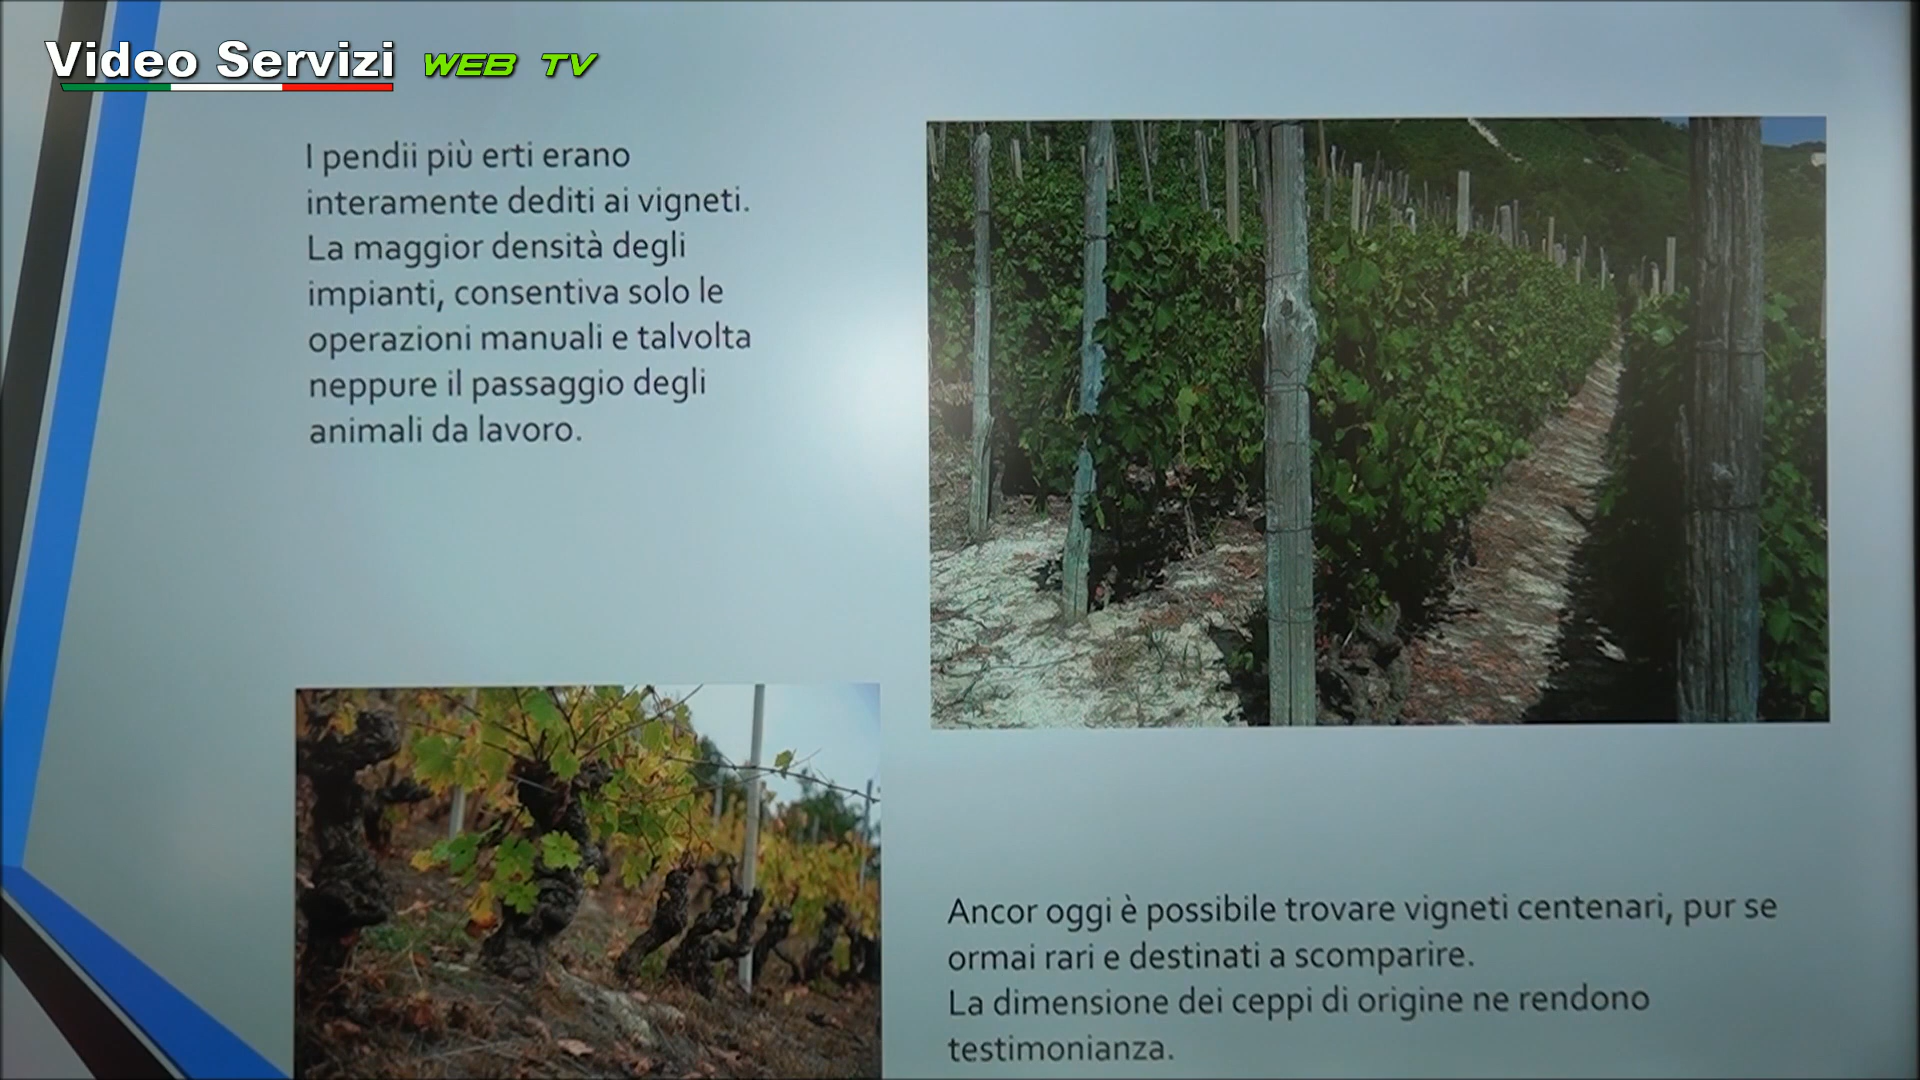 Video Servizi WEB TV
I pendii più erti erano
interamente dediti ai vigneti.
La maggior densità degli
impianti, consentiva solo le
operazioni manuali e talvolta
neppure il passaggio degli
animali da lavoro.
Ancor oggi è possibile trovare vigneti centenari, pur se
ormai rari e destinati a scomparire.
La dimensione dei ceppi di origine ne rendono
testimonianza.